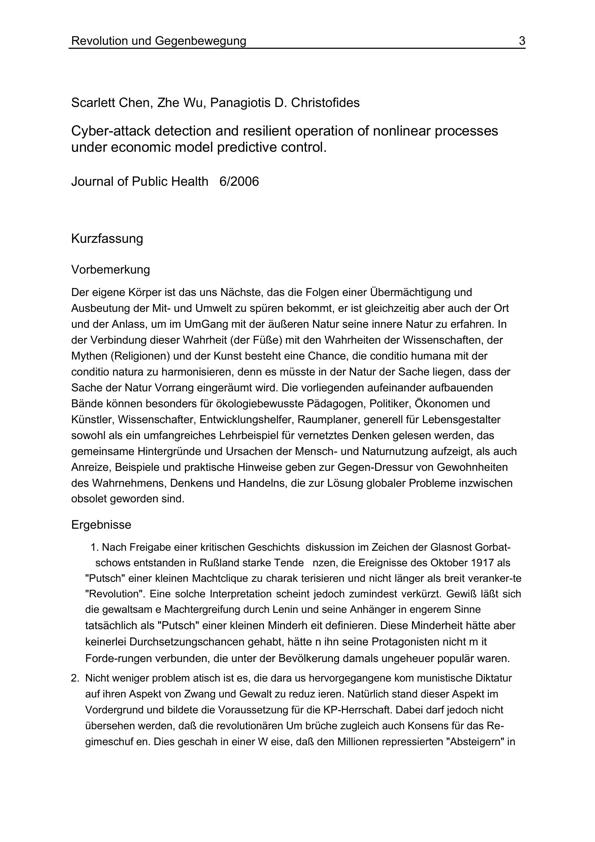 Revolution und Gegenbewegung 3
Scarlett Chen, Zhe Wu, Panagiotis D. Christofides
Cyber-attack detection and resilient operation of nonlinear processes
under economic model predictive control.
Journal of Public Health 6/2006
Kurzfassung
Vorbemerkung
Der eigene Körper ist das uns Nächste, das die Folgen einer Übermächtigung und
Ausbeutung der Mit- und Umwelt zu spüren bekommt, er ist gleichzeitig aber auch der Ort
und der Anlass, um im UmGang mit der äußeren Natur seine innere Natur zu erfahren. In
der Verbindung dieser Wahrheit (der Füße) mit den Wahrheiten der Wissenschaften, der
Mythen (Religionen) und der Kunst besteht eine Chance, die conditio humana mit der
conditio natura zu harmonisieren, denn es müsste in der Natur der Sache liegen, dass der
Sache der Natur Vorrang eingeräumt wird. Die vorliegenden aufeinander aufbauenden
Bände können besonders für ökologiebewusste Pädagogen, Politiker, Ökonomen und
Künstler, Wissenschafter, Entwicklungshelfer, Raumplaner, generell für Lebensgestalter
sowohl als ein umfangreiches Lehrbeispiel für vernetztes Denken gelesen werden, das
gemeinsame Hintergründe und Ursachen der Mensch- und Naturnutzung aufzeigt, als auch
Anreize, Beispiele und praktische Hinweise geben zur Gegen-Dressur von Gewohnheiten
des Wahrnehmens, Denkens und Handelns, die zur Lösung globaler Probleme inzwischen
obsolet geworden sind.
Ergebnisse
1. Nach Freigabe einer kritischen Geschichts diskussion im Zeichen der Glasnost Gorbat-
schows entstanden in Rußland starke Tende nzen, die Ereignisse des Oktober 1917 als
"Putsch" einer kleinen Machtclique zu charak terisieren und nicht länger als breit veranker-te
"Revolution". Eine solche Interpretation scheint jedoch zumindest verkürzt. Gewiß läßt sich
die gewaltsam e Machtergreifung durch Lenin und seine Anhänger in engerem Sinne
tatsächlich als "Putsch" einer kleinen Minderh eit definieren. Diese Minderheit hätte aber
keinerlei Durchsetzungschancen gehabt, hätte n ihn seine Protagonisten nicht m it
Forde-rungen verbunden, die unter der Bevölkerung damals ungeheuer populär waren.
2. Nicht weniger problem atisch ist es, die dara us hervorgegangene kom munistische Diktatur
auf ihren Aspekt von Zwang und Gewalt zu reduz ieren. Natürlich stand dieser Aspekt im
Vordergrund und bildete die Voraussetzung für die KP-Herrschaft. Dabei darf jedoch nicht
übersehen werden, daß die revolutionären Um brüche zugleich auch Konsens für das Re-
gimeschuf en. Dies geschah in einer W eise, daß den Millionen repressierten "Absteigern" in